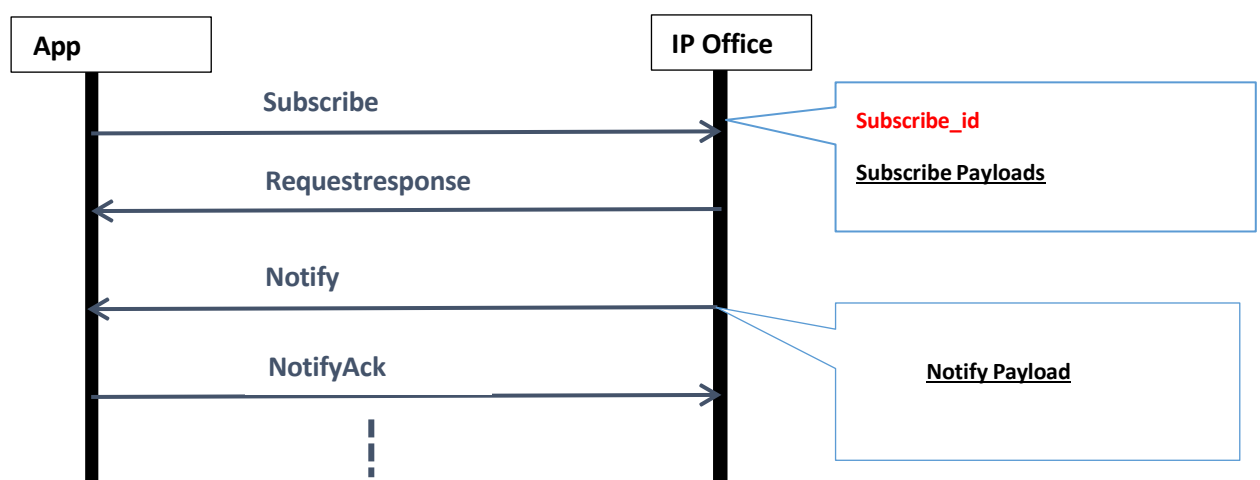 App
IP Office
Subscribe
Subscribe_id
Subscribe Payloads
Requestresponse
Notify
Notify Payload
NotifyAck